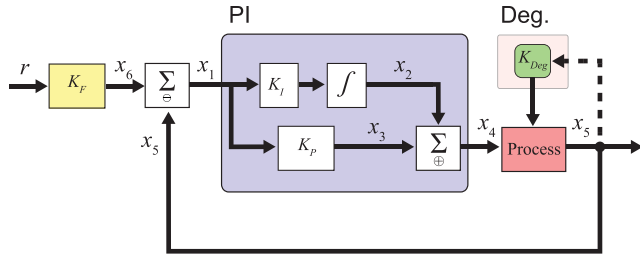 PI
Deg.
r
K_F
x_6
Σ
⊖
x_1
K_I
∫
x_2
K_P
x_3
Σ
⊕
x_4
K_Deg
Process
x_5
x_5